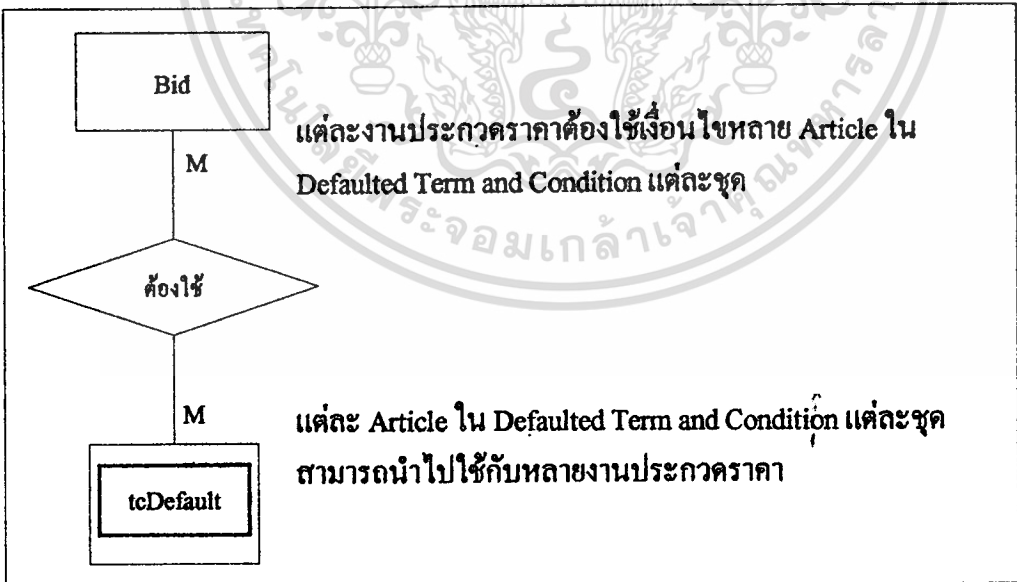 Bid
M
แต่ละงานประกวดราคาต้องใช้เงื่อนไขหลาย Article ใน
Defaulted Term and Condition แต่ละชุด
ต้องใช้
M
แต่ละ Article ใน Defaulted Term and Condition แต่ละชุด
สามารถนำไปใช้กับหลายงานประกวดราคา
tcDefault